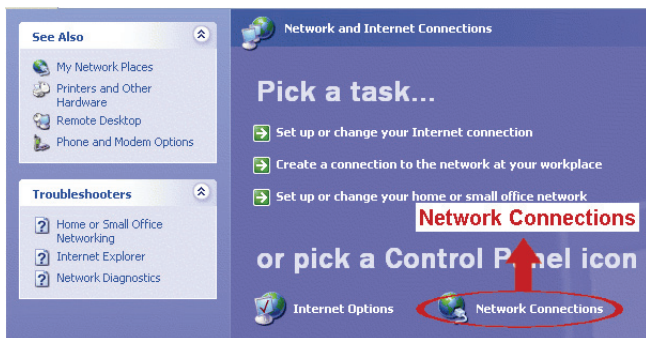 See Also
My Network Places
Printers and Other
Hardware
Remote Desktop
Phone and Modem Options
Troubleshooters
Home or Small Office
Networking
Internet Explorer
Network Diagnostics
Network and Internet Connections
Pick a task...
Set up or change your Internet connection
Create a connection to the network at your workplace
Set up or change your home or small office network
Network Connections
or pick a Control Panel icon
Internet Options
Network Connections